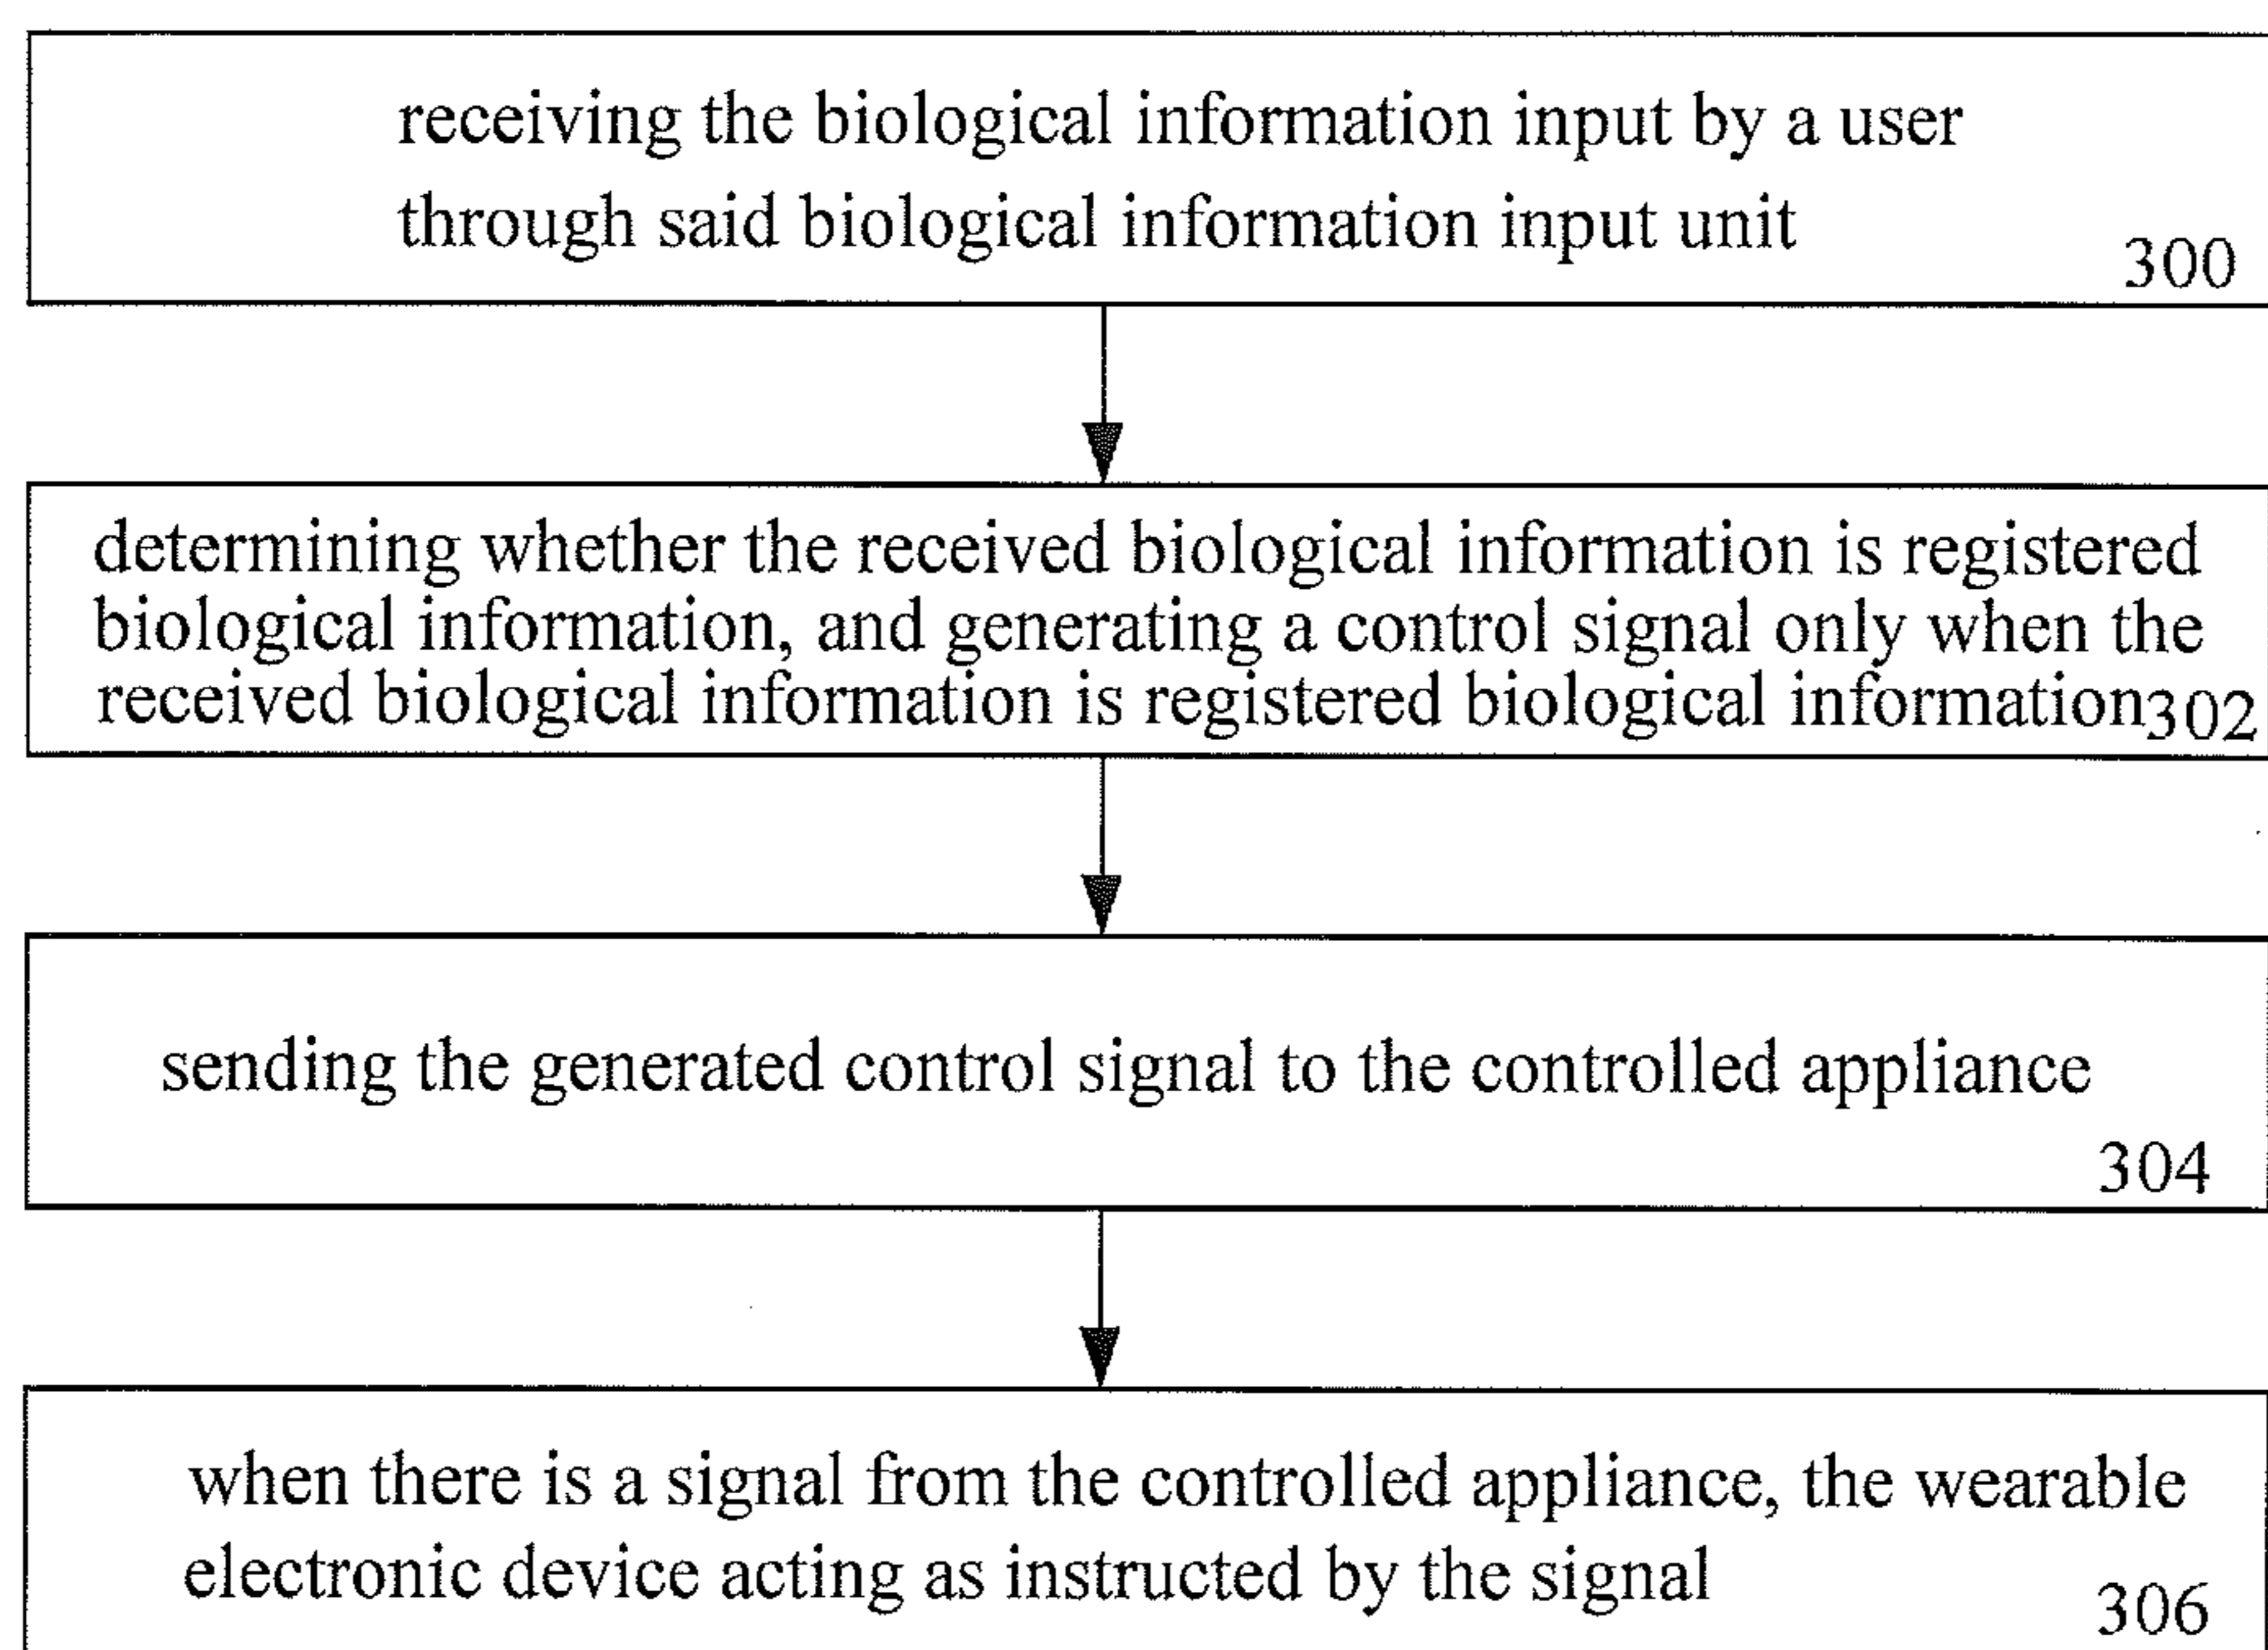 receiving the biological information input by a user
through said biological information input unit
300
determining whether the received biological information is registered
biological information, and generating a control signal only when the
received biological information is registered biological information302
sending the generated control signal to the controlled appliance
304
when there is a signal from the controlled appliance, the wearable
electronic device acting as instructed by the signal
306